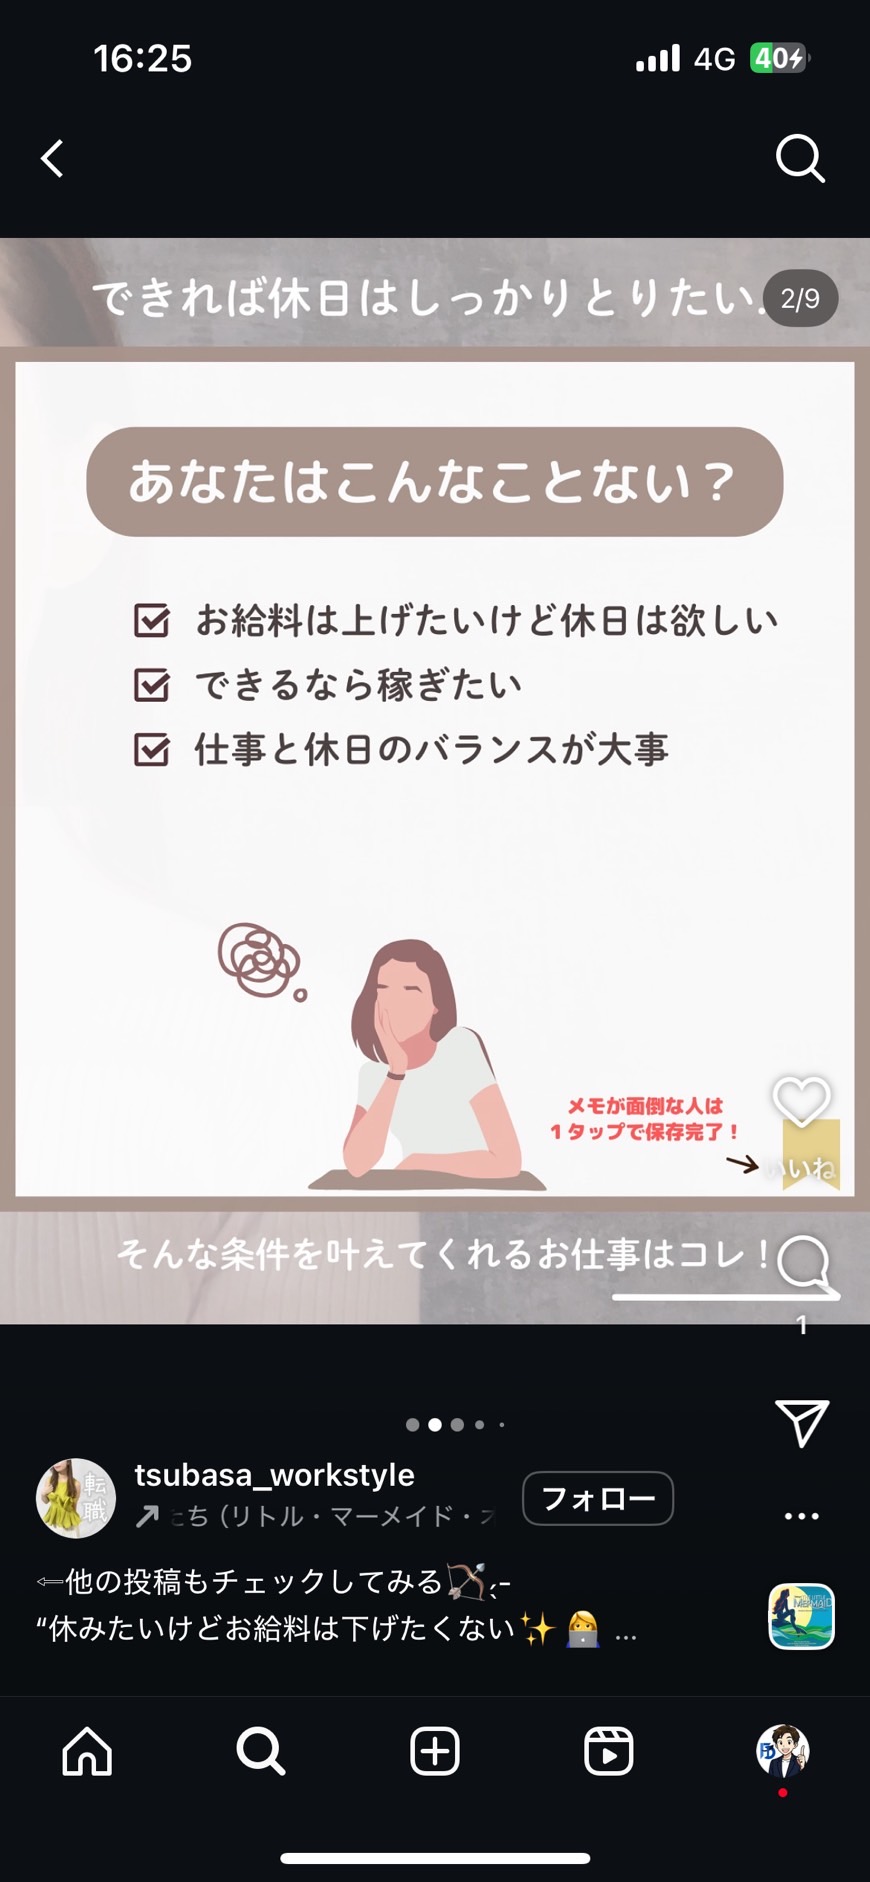 16:25
4G
40
できれば休日はしっかりとりたい.
2/9
あなたはこんなことない？
お給料は上げたいけど休日は欲しい
できるなら稼ぎたい
仕事と休日のバランスが大事
メモが面倒な人は
1タップで保存完了！
いいね
そんな条件を叶えてくれるお仕事はコレ！
1
転職
tsubasa_workstyle
たち (リトル・マーメイド・オ
フォロー
⇦他の投稿もチェックしてみる🏹 ˎˊ˗
“休みたいけどお給料は下げたくない✨👩‍💻 ...